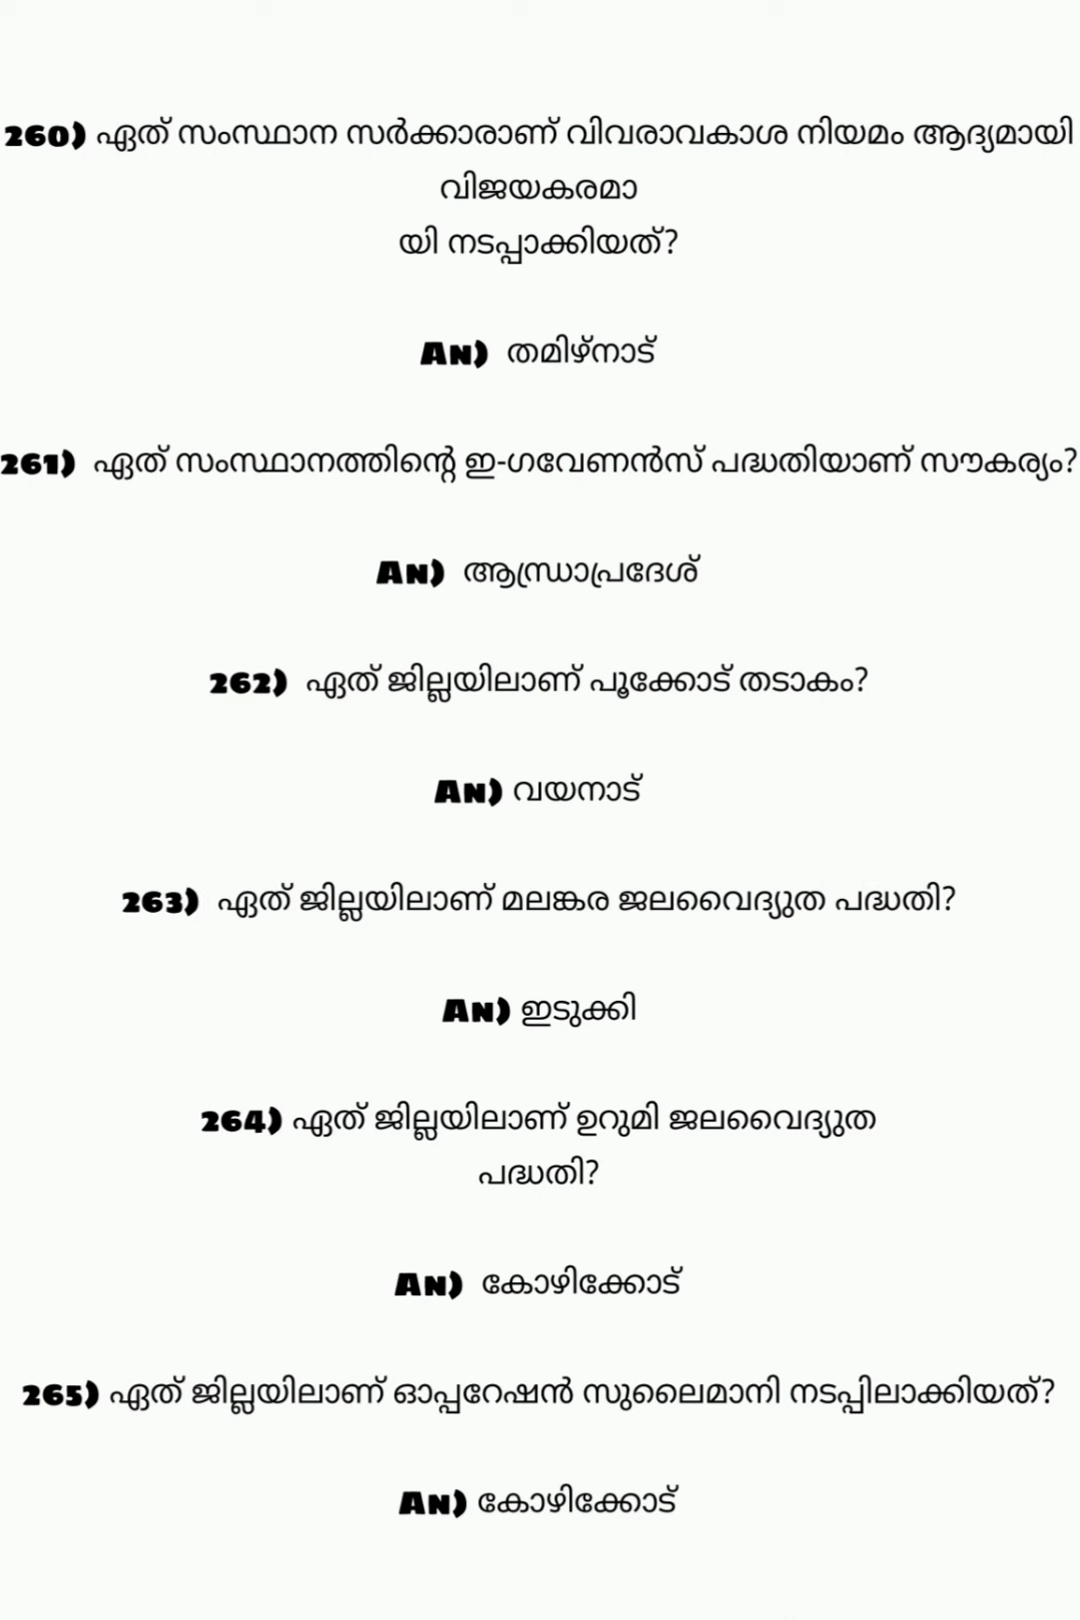 260) ഏത് സംസ്ഥാന സർക്കാരാണ് വിവരാവകാശ നിയമം ആദ്യമായി
വിജയകരമാ
യി നടപ്പാക്കിയത്?
An) തമിഴ്നാട്
261) ഏത് സംസ്ഥാനത്തിന്റെ ഇ-ഗവേണൻസ് പദ്ധതിയാണ് സൗകര്യം?
An) ആന്ധ്രാപ്രദേശ്
262) ഏത് ജില്ലയിലാണ് പൂക്കോട് തടാകം?
An) വയനാട്
263) ഏത് ജില്ലയിലാണ് മലങ്കര ജലവൈദ്യുത പദ്ധതി?
An) ഇടുക്കി
264) ഏത് ജില്ലയിലാണ് ഉറുമി ജലവൈദ്യുത
പദ്ധതി?
An) കോഴിക്കോട്
265) ഏത് ജില്ലയിലാണ് ഓപ്പറേഷൻ സുലൈമാനി നടപ്പിലാക്കിയത്?
An) കോഴിക്കോട്